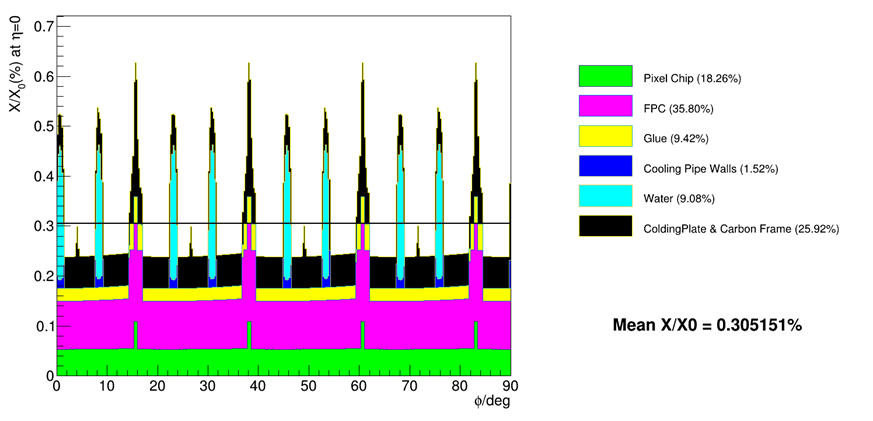 X/X0(%) at η=0
0.7
0.6
0.5
0.4
0.3
0.2
0.1
0
0 10 20 30 40 50 60 70 80 90
ϕ/deg
Pixel Chip (18.26%)
FPC (35.80%)
Glue (9.42%)
Cooling Pipe Walls (1.52%)
Water (9.08%)
ColdingPlate & Carbon Frame (25.92%)
Mean X/X0 = 0.305151%